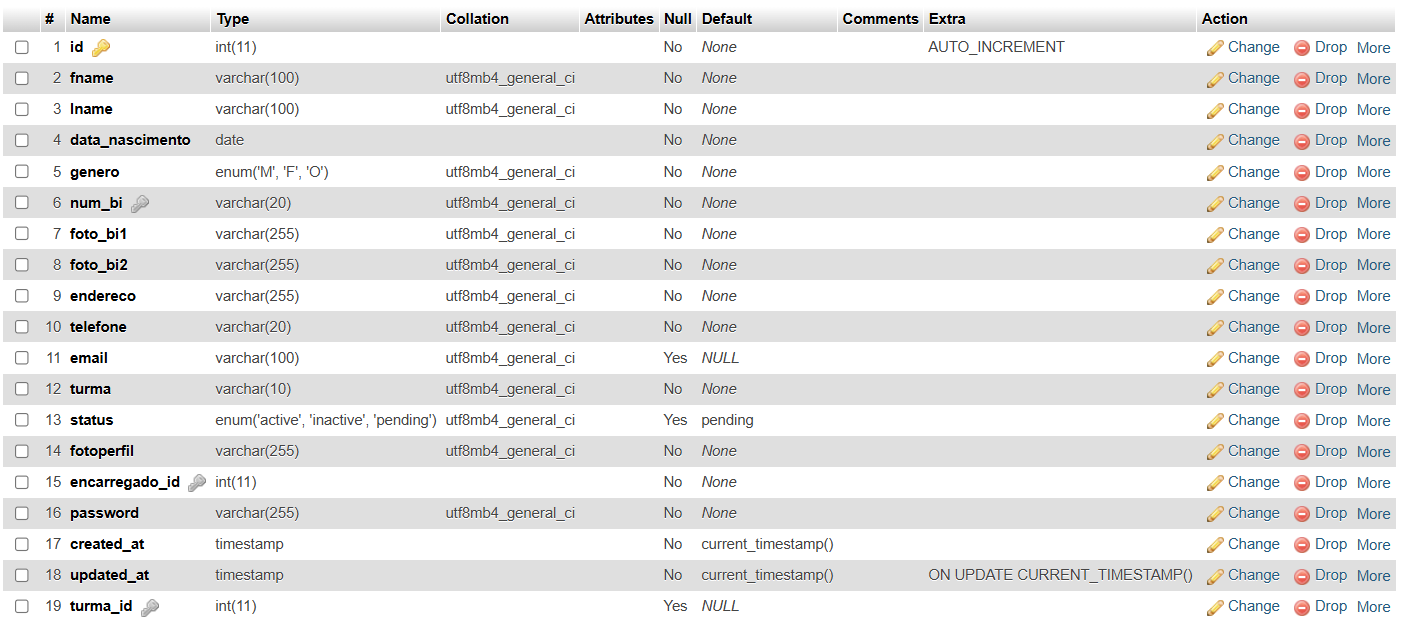 # Name Type Collation Attributes Null Default Comments Extra Action
1 id int(11) No None AUTO_INCREMENT Change Drop More
2 fname varchar(100) utf8mb4_general_ci No None Change Drop More
3 lname varchar(100) utf8mb4_general_ci No None Change Drop More
4 data_nascimento date No None Change Drop More
5 genero enum('M', 'F', 'O') utf8mb4_general_ci No None Change Drop More
6 num_bi varchar(20) utf8mb4_general_ci No None Change Drop More
7 foto_bi1 varchar(255) utf8mb4_general_ci No None Change Drop More
8 foto_bi2 varchar(255) utf8mb4_general_ci No None Change Drop More
9 endereco varchar(255) utf8mb4_general_ci No None Change Drop More
10 telefone varchar(20) utf8mb4_general_ci No None Change Drop More
11 email varchar(100) utf8mb4_general_ci Yes NULL Change Drop More
12 turma varchar(10) utf8mb4_general_ci No None Change Drop More
13 status enum('active', 'inactive', 'pending') utf8mb4_general_ci Yes pending Change Drop More
14 fotoperfil varchar(255) utf8mb4_general_ci No None Change Drop More
15 encarregado_id int(11) No None Change Drop More
16 password varchar(255) utf8mb4_general_ci No None Change Drop More
17 created_at timestamp No current_timestamp() Change Drop More
18 updated_at timestamp No current_timestamp() ON UPDATE CURRENT_TIMESTAMP() Change Drop More
19 turma_id int(11) Yes NULL Change Drop More